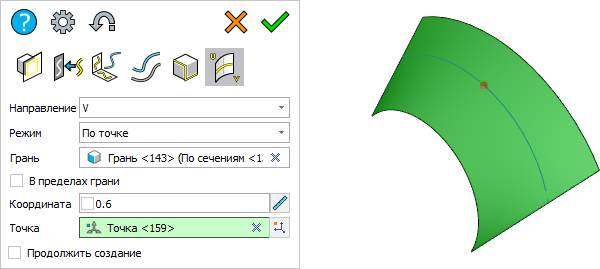 ?
U
V
Направление V
Режим По точке
Грань Грань <143> (По сечениям <1
В пределах грани
Координата 0.6
Точка Точка <159>
Продолжить создание